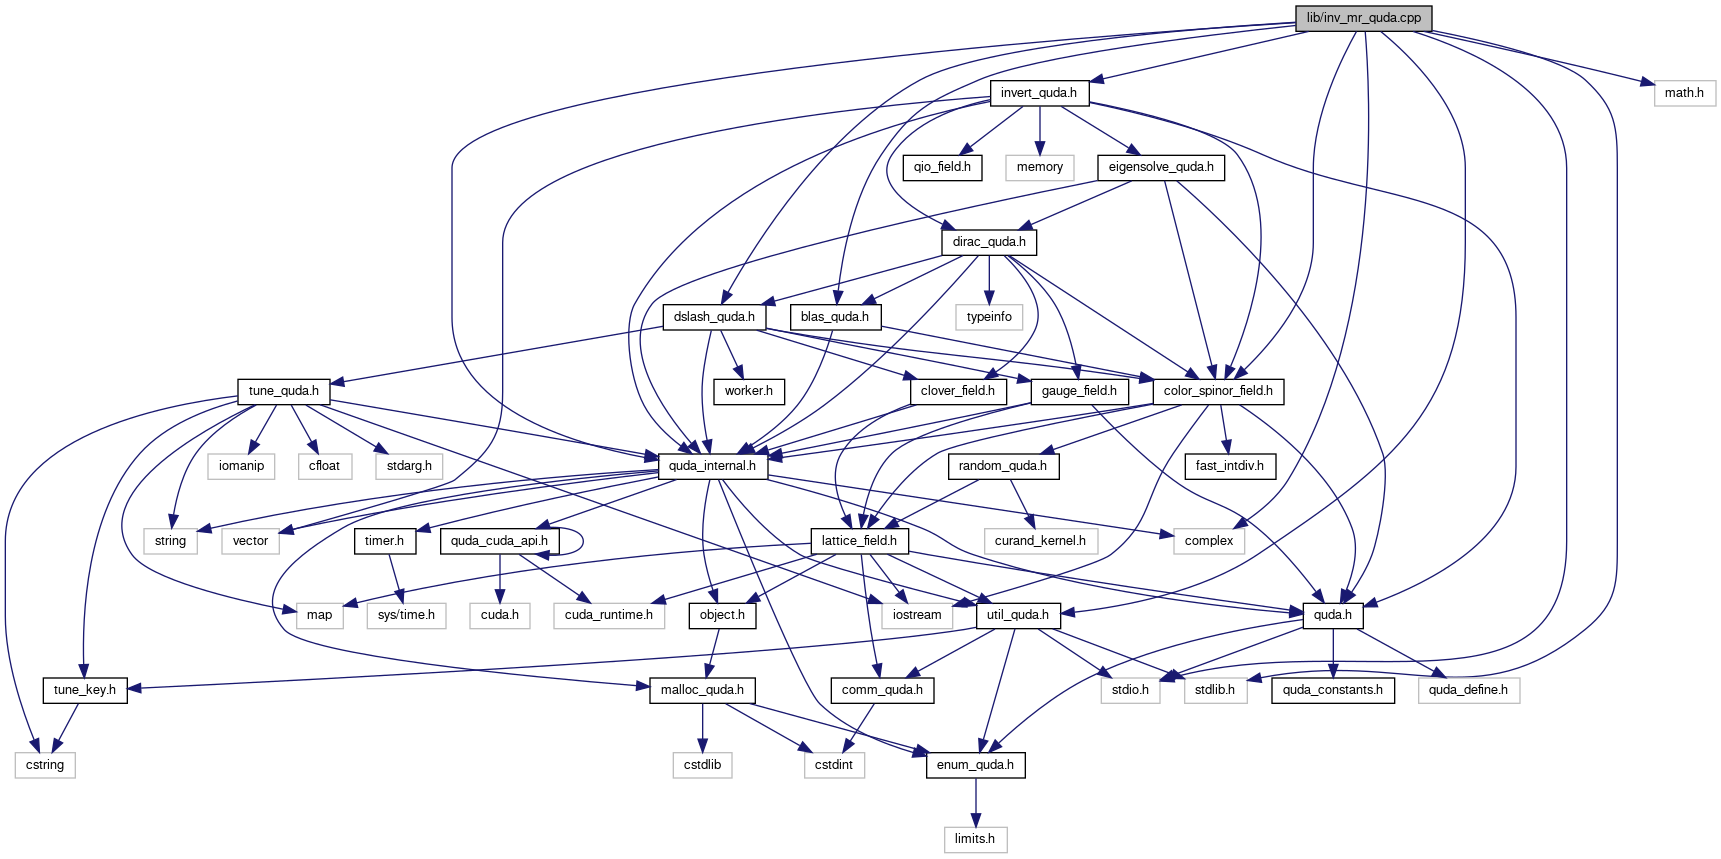 lib/inv_mr_quda.cpp
invert_quda.h
math.h
qio_field.h
memory
eigensolve_quda.h
dirac_quda.h
dslash_quda.h
blas_quda.h
typeinfo
tune_quda.h
worker.h
clover_field.h
gauge_field.h
color_spinor_field.h
iomanip
cfloat
stdarg.h
quda_internal.h
random_quda.h
fast_intdiv.h
string
vector
timer.h
quda_cuda_api.h
lattice_field.h
curand_kernel.h
complex
map
sys/time.h
cuda.h
cuda_runtime.h
object.h
iostream
util_quda.h
quda.h
tune_key.h
malloc_quda.h
comm_quda.h
stdio.h
stdlib.h
quda_constants.h
quda_define.h
cstring
cstdlib
cstdint
enum_quda.h
limits.h